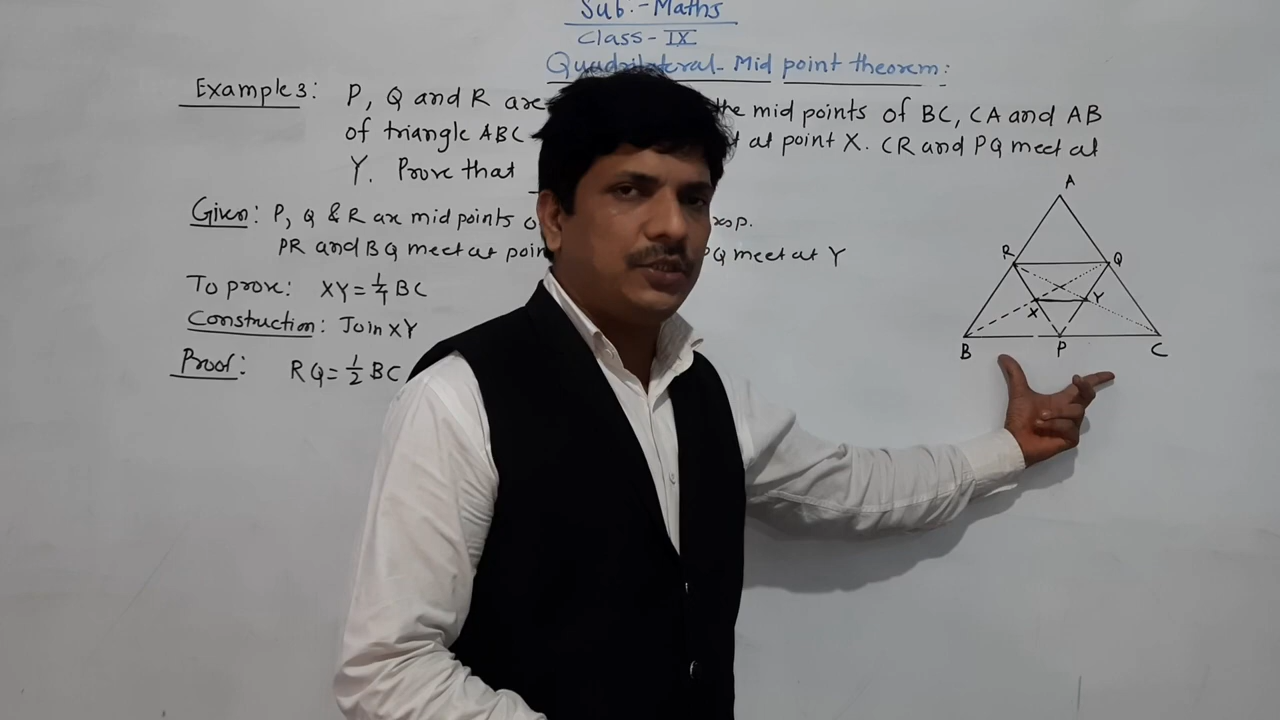 Sub.-Maths
Class-IX
Quadrilateral-Mid point theorem:
Example 3: P, Q and R are the mid points of BC, CA and AB
of triangle ABC at point X. CR and PQ meet at
Y. Prove that
Given: P, Q & R are mid points resp.
PR and BQ meet at PQ meet at Y
To prove: XY=1/4 BC
Construction: Join XY
Proof: RQ=1/2 BC
A
R
Q
X
Y
B
P
C